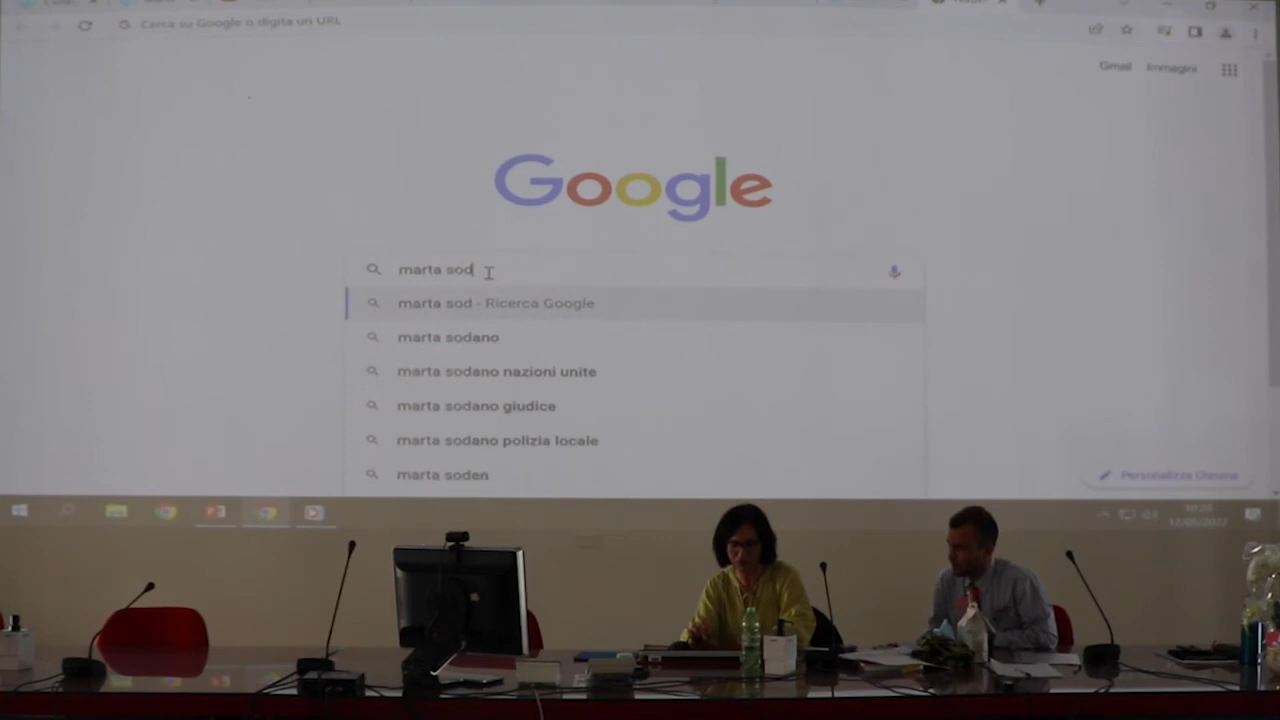 Cerca su Google o digita un URL
Gmail Immagini
Google
marta sod
marta sod - Ricerca Google
marta sodano
marta sodano nazioni unite
marta sodano giudice
marta sodano polizia locale
marta soden
Personalizza Chrome